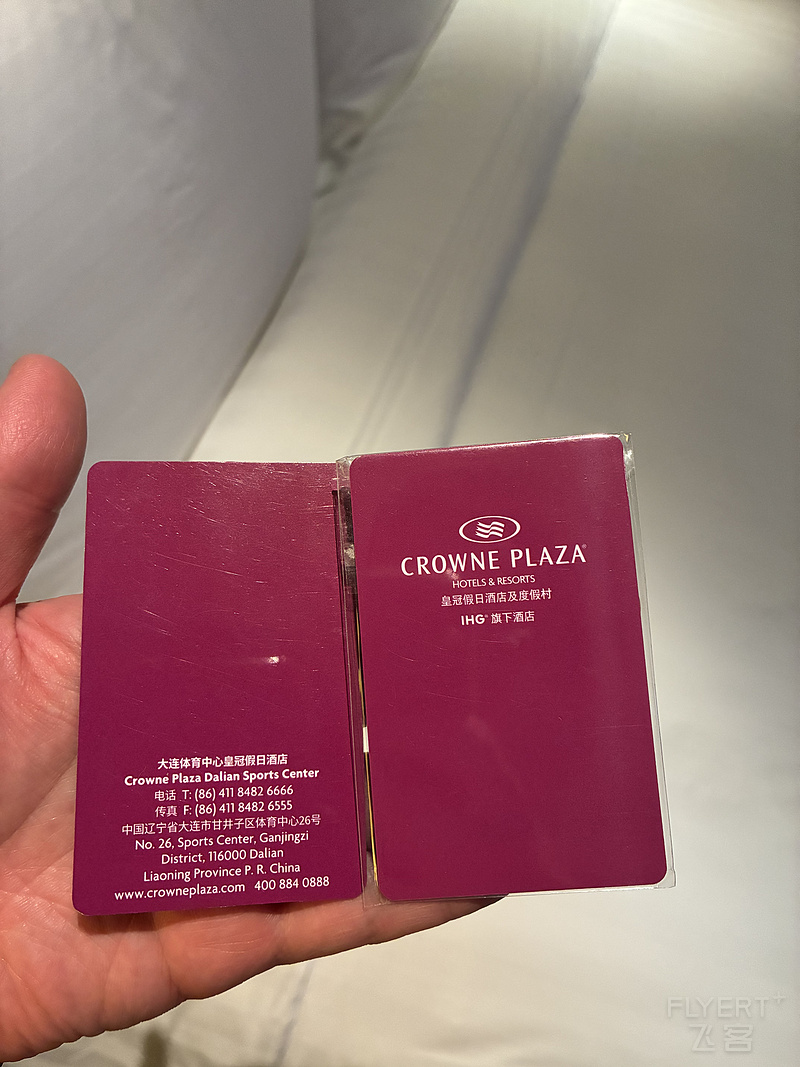 大连体育中心皇冠假日酒店
Crowne Plaza Dalian Sports Center
电话 T: (86) 411 8482 6666
传真 F: (86) 411 8482 6555
中国辽宁省大连市甘井子区体育中心26号
No. 26, Sports Center, Ganjingzi
District, 116000 Dalian
Liaoning Province P. R. China
www.crowneplaza.com 400 884 0888
CROWNE PLAZA®
HOTELS & RESORTS
皇冠假日酒店及度假村
IHG® 旗下酒店
FLYERT+
飞客